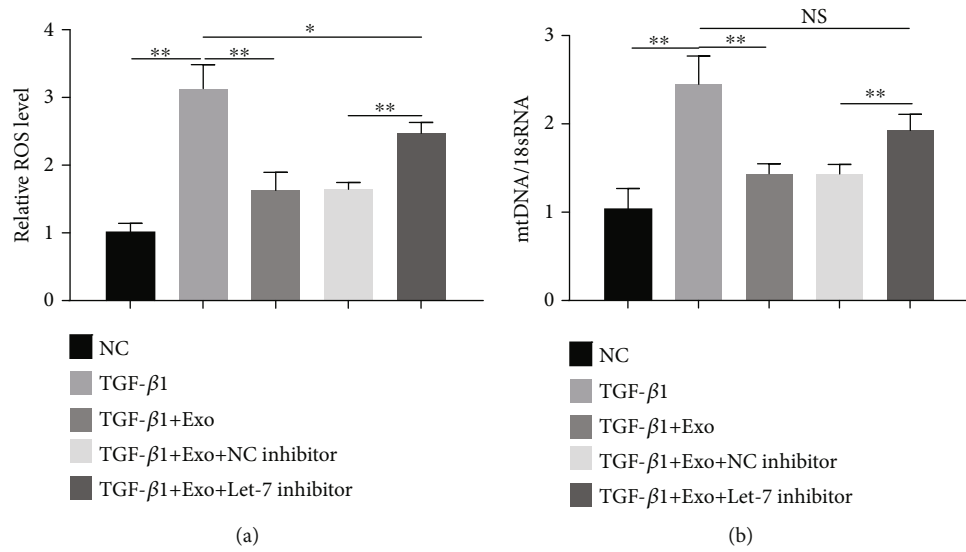 Relative ROS level
4
3
2
1
0
**
**
*
**
NC
TGF-β1
TGF-β1+Exo
TGF-β1+Exo+NC inhibitor
TGF-β1+Exo+Let-7 inhibitor
(a)
mtDNA/18sRNA
3
2
1
0
**
**
NS
**
NC
TGF-β1
TGF-β1+Exo
TGF-β1+Exo+NC inhibitor
TGF-β1+Exo+Let-7 inhibitor
(b)